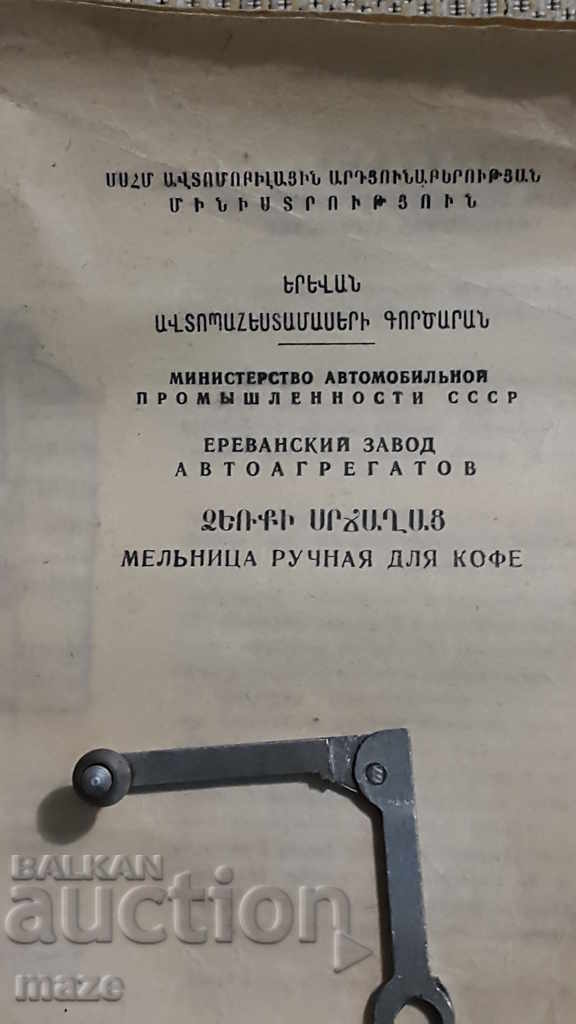 ՍՍՀՄ ԱՎՏՈՄՈԲԻԼԱՅԻՆ ԱՐԴՅՈՒՆԱԲԵՐՈՒԹՅԱՆ
ՄԻՆԻՍՏՐՈՒԹՅՈՒՆ
ԵՐԵՎԱՆ
ԱՎՏՈՊԱՀԵՍՏԱՄԱՍԵՐԻ ԳՈՐԾԱՐԱՆ
МИНИСТЕРСТВО АВТОМОБИЛЬНОЙ
ПРОМЫШЛЕННОСТИ СССР
ЕРЕВАНСКИЙ ЗАВОД
АВТОАГРЕГАТОВ
ՁԵՌՔԻ ՍՐՃԱՂԱՑ
МЕЛЬНИЦА РУЧНАЯ ДЛЯ КОФЕ
BALKAN
auction
maze